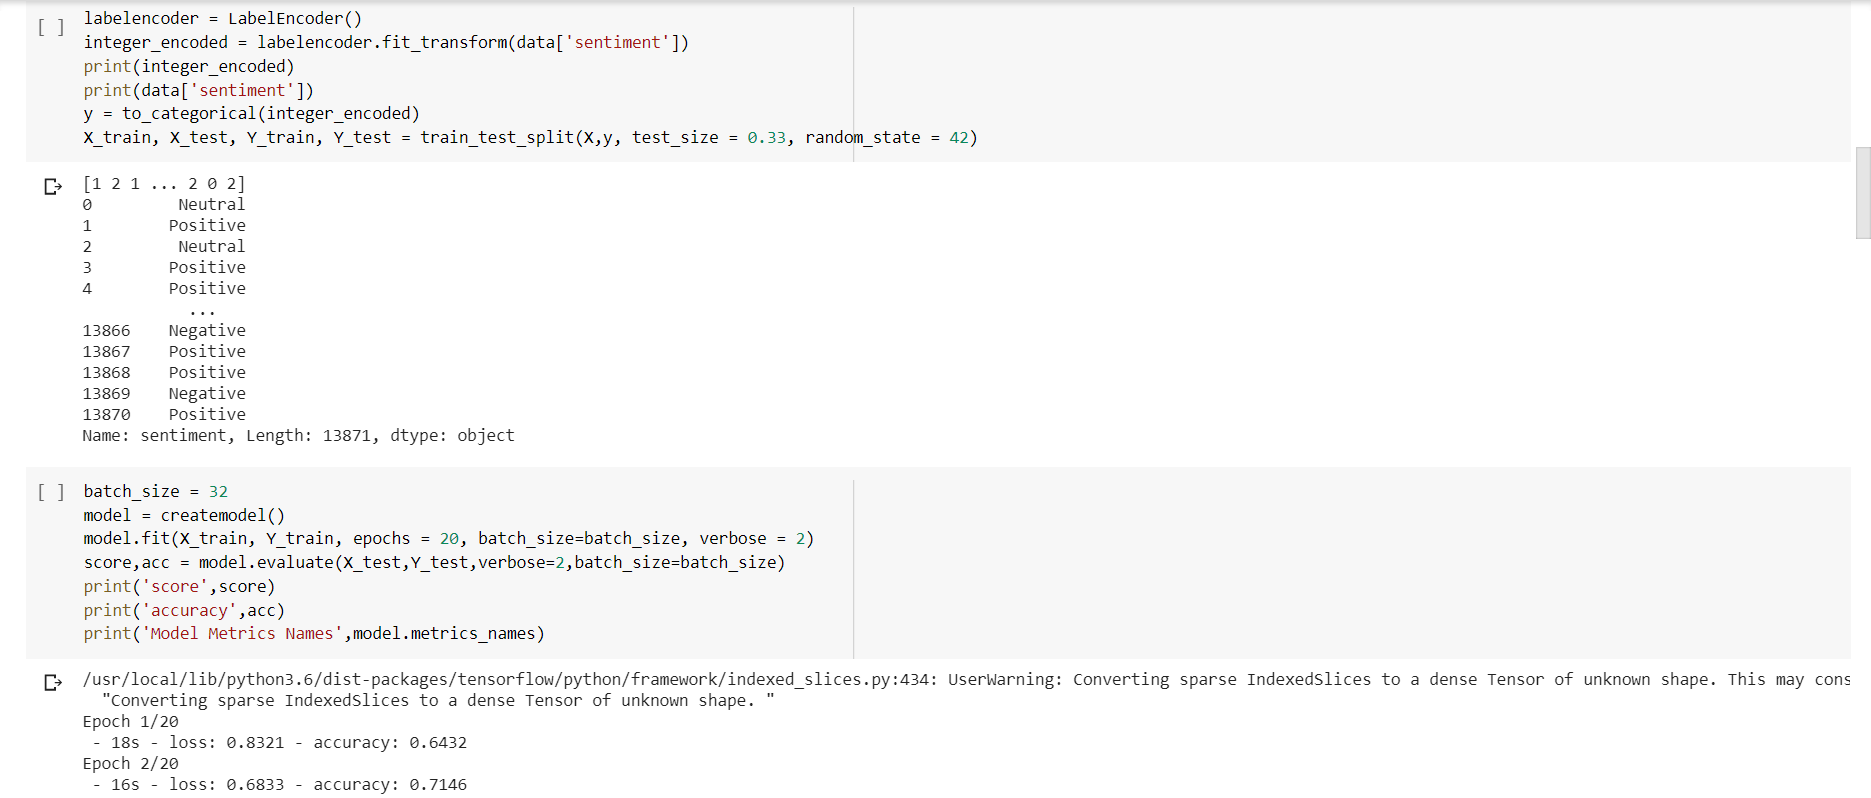 [ ] labelencoder = LabelEncoder()
integer_encoded = labelencoder.fit_transform(data['sentiment'])
print(integer_encoded)
print(data['sentiment'])
y = to_categorical(integer_encoded)
X_train, X_test, Y_train, Y_test = train_test_split(X,y, test_size = 0.33, random_state = 42)
[1 2 1 ... 2 0 2]
0 Neutral
1 Positive
2 Neutral
3 Positive
4 Positive
...
13866 Negative
13867 Positive
13868 Positive
13869 Negative
13870 Positive
Name: sentiment, Length: 13871, dtype: object
[ ] batch_size = 32
model = createmodel()
model.fit(X_train, Y_train, epochs = 20, batch_size=batch_size, verbose = 2)
score,acc = model.evaluate(X_test,Y_test,verbose=2,batch_size=batch_size)
print('score',score)
print('accuracy',acc)
print('Model Metrics Names',model.metrics_names)
/usr/local/lib/python3.6/dist-packages/tensorflow/python/framework/indexed_slices.py:434: UserWarning: Converting sparse IndexedSlices to a dense Tensor of unknown shape. This may cons
"Converting sparse IndexedSlices to a dense Tensor of unknown shape. "
Epoch 1/20
- 18s - loss: 0.8321 - accuracy: 0.6432
Epoch 2/20
- 16s - loss: 0.6833 - accuracy: 0.7146